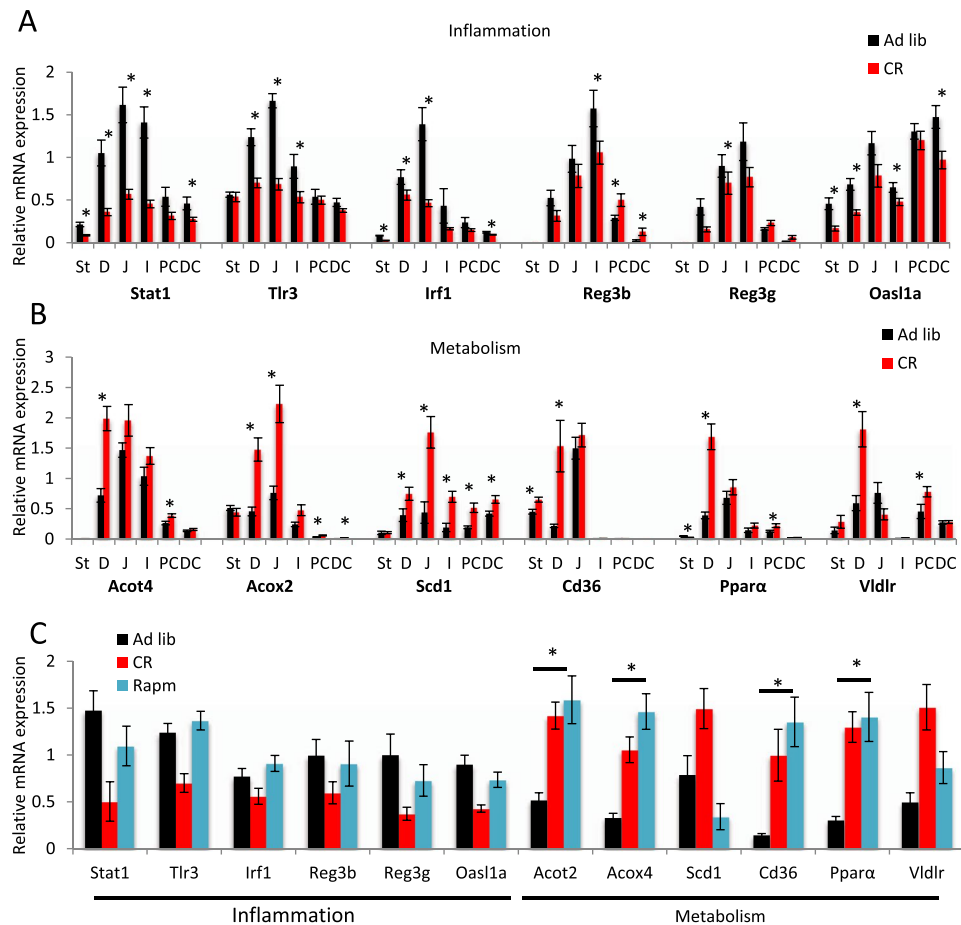 A
Inflammation
Ad lib
CR
Relative mRNA expression
2
1.5
1
0.5
0
* * * * * * * * * * * * * * * * * * * *
St D J I PC DC St D J I PC DC St D J I PC DC St D J I PC DC St D J I PC DC St D J I PC DC
Stat1 Tlr3 Irf1 Reg3b Reg3g Oasl1a
B
Metabolism
Ad lib
CR
Relative mRNA expression
3
2.5
2
1.5
1
0.5
0
* * * * * * * * * * * * * * * * * * *
St D J I PC DC St D J I PC DC St D J I PC DC St D J I PC DC St D J I PC DC St D J I PC DC
Acot4 Acox2 Scd1 Cd36 Pparα Vldlr
C
Ad lib
CR
Rapm
Relative mRNA expression
2
1.5
1
0.5
0
* * * *
Stat1 Tlr3 Irf1 Reg3b Reg3g Oasl1a Acot2 Acox4 Scd1 Cd36 Pparα Vldlr
Inflammation Metabolism